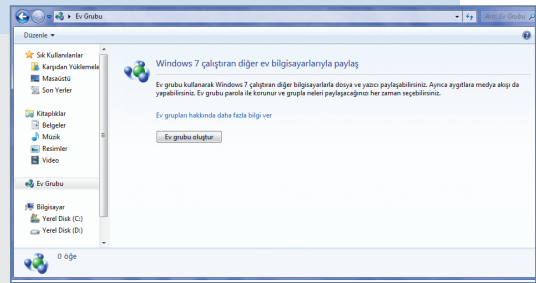 Ev Grubu
Ara: Ev Grubu
Düzenle
Sık Kullanılanlar
Karşıdan Yüklemele
Masaüstü
Son Yerler
Kitaplıklar
Belgeler
Müzik
Resimler
Video
Ev Grubu
Bilgisayar
Yerel Disk (C:)
Yerel Disk (D:)
Windows 7 çalıştıran diğer ev bilgisayarlarıyla paylaş
Ev grubu kullanarak Windows 7 çalıştıran diğer bilgisayarlarla dosya ve yazıcı paylaşabilirsiniz. Ayrıca aygıtlara medya akışı da
yapabilirsiniz. Ev grubu parola ile korunur ve grupla neleri paylaşacağınızı her zaman seçebilirsiniz.
Ev grupları hakkında daha fazla bilgi ver
Ev grubu oluştur
0 öğe